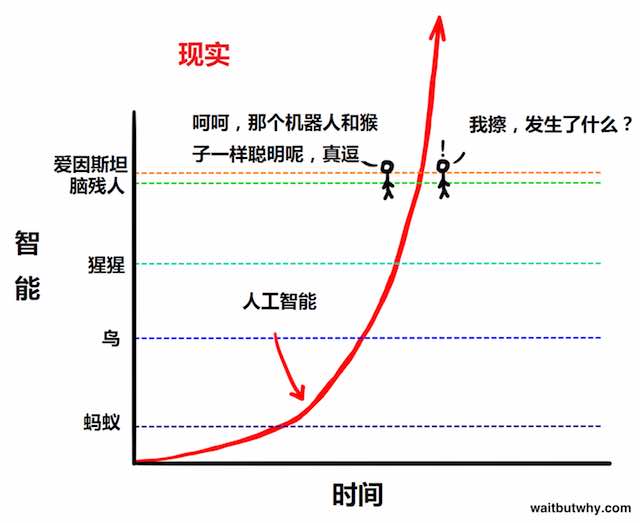 现实
呵呵，那个机器人和猴
子一样聪明呢，真逗
我擦，发生了什么？
爱因斯坦
脑残人
智
能
猩猩
人工智能
鸟
蚂蚁
时间
waitbutwhy.com